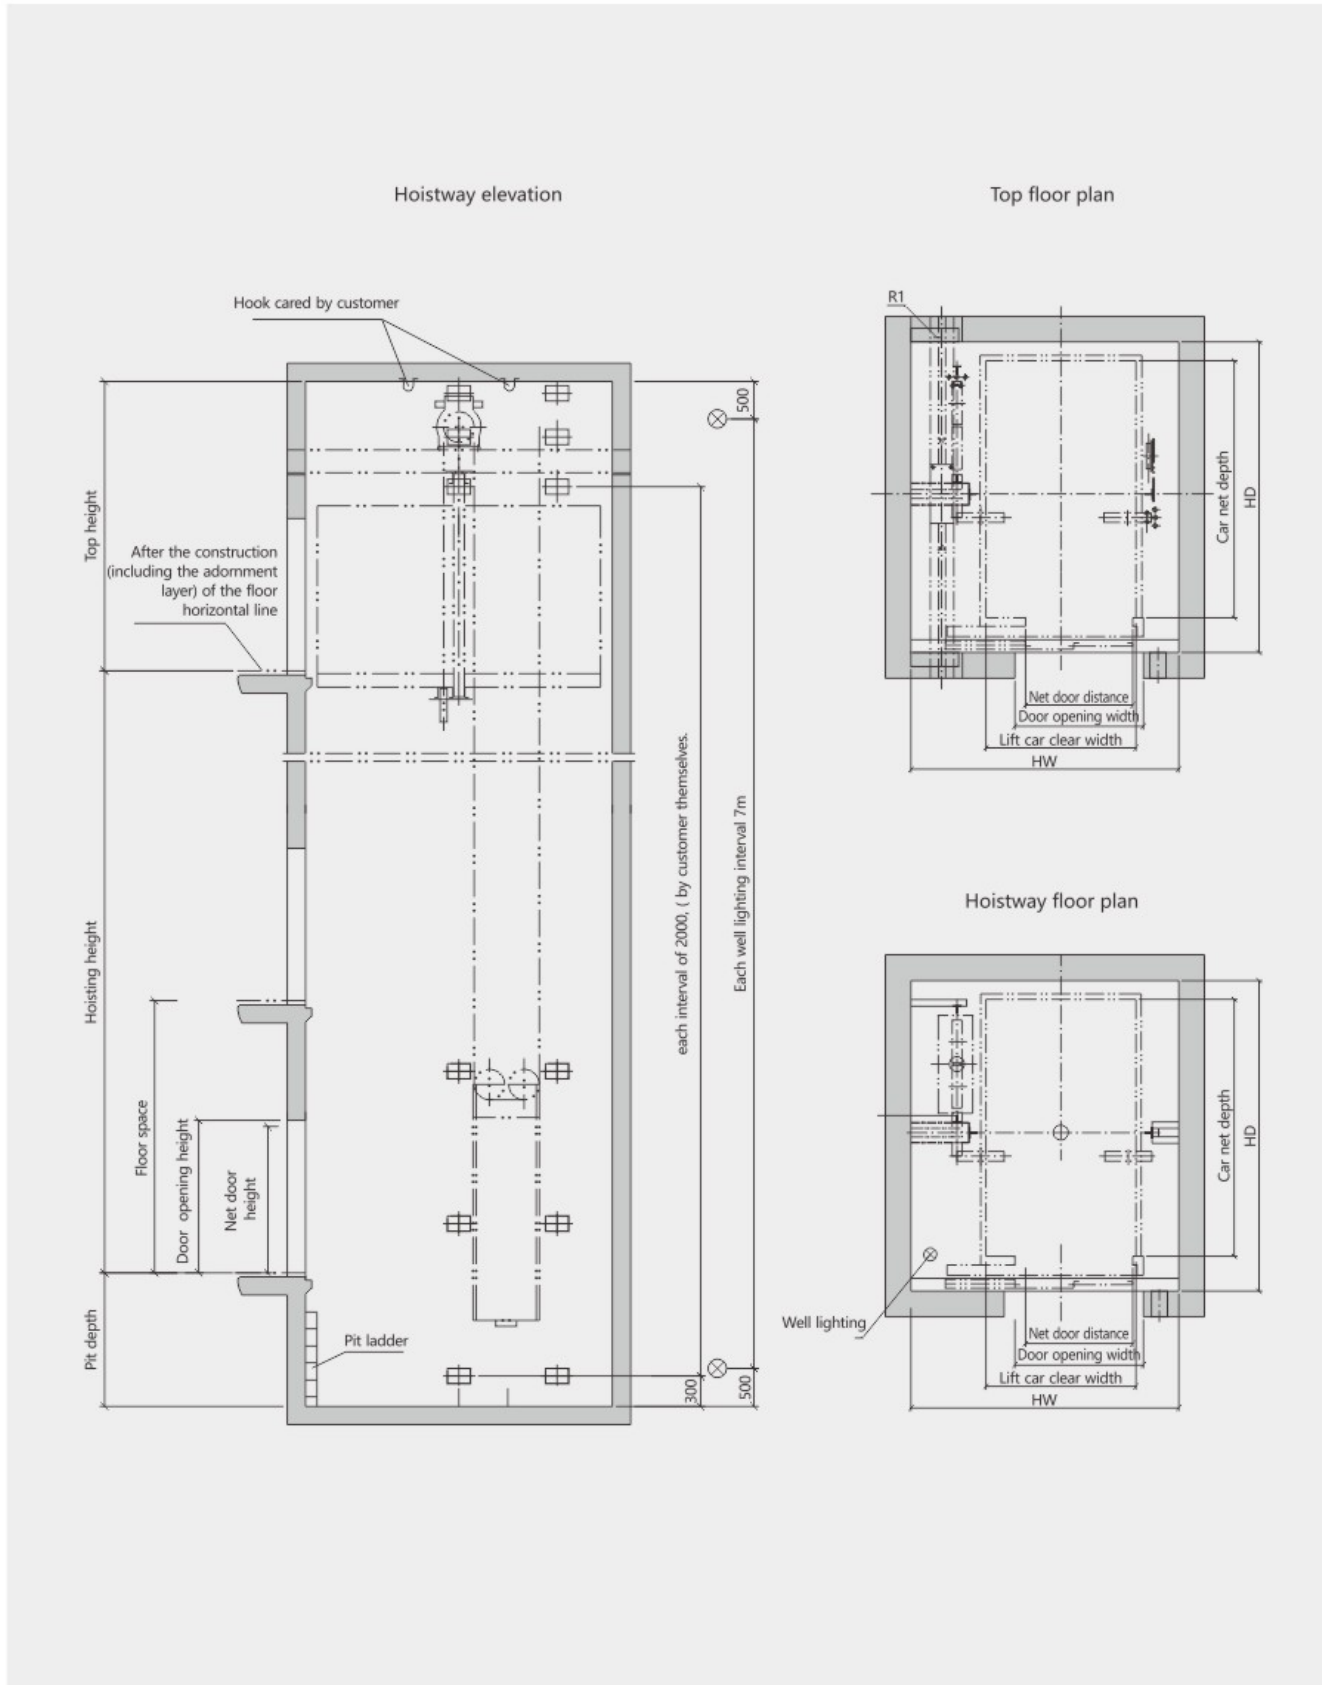 Hoistway elevation
Top floor plan
Hook cared by customer
R1
500
Top height
After the construction
(including the adornment
layer) of the floor
horizontal line
Car net depth
HD
Net door distance
Door opening width
Lift car clear width
HW
each interval of 2000, ( by customer themselves.
Each well lighting interval 7m
Hoisting height
Hoistway floor plan
Floor space
Door opening height
Net door
height
Car net depth
HD
Pit depth
Pit ladder
Well lighting
300
500
Net door distance
Door opening width
Lift car clear width
HW